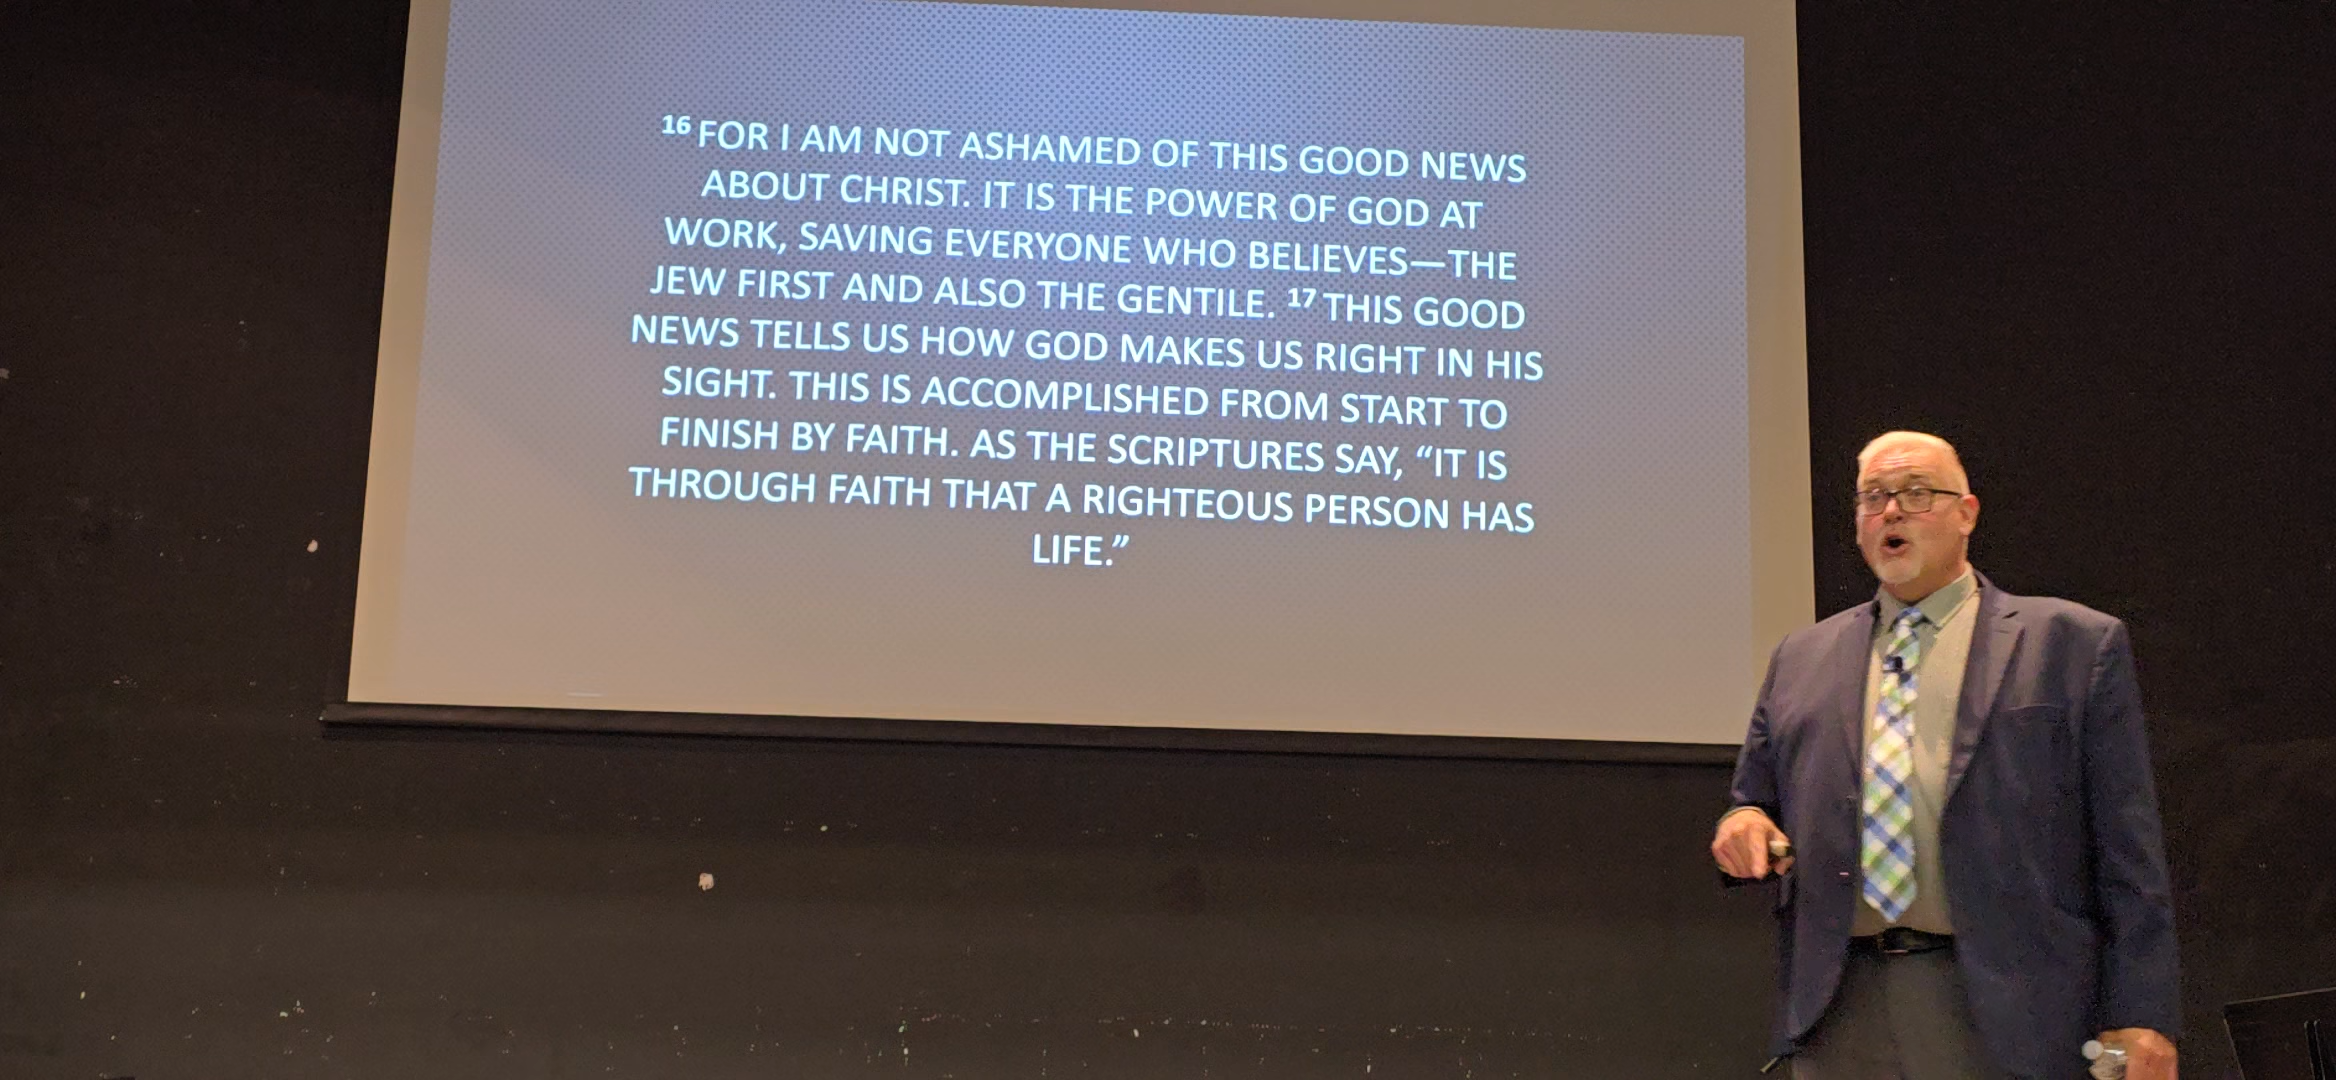 16 FOR I AM NOT ASHAMED OF THIS GOOD NEWS
ABOUT CHRIST. IT IS THE POWER OF GOD AT
WORK, SAVING EVERYONE WHO BELIEVES—THE
JEW FIRST AND ALSO THE GENTILE. 17 THIS GOOD
NEWS TELLS US HOW GOD MAKES US RIGHT IN HIS
SIGHT. THIS IS ACCOMPLISHED FROM START TO
FINISH BY FAITH. AS THE SCRIPTURES SAY, “IT IS
THROUGH FAITH THAT A RIGHTEOUS PERSON HAS
LIFE.”